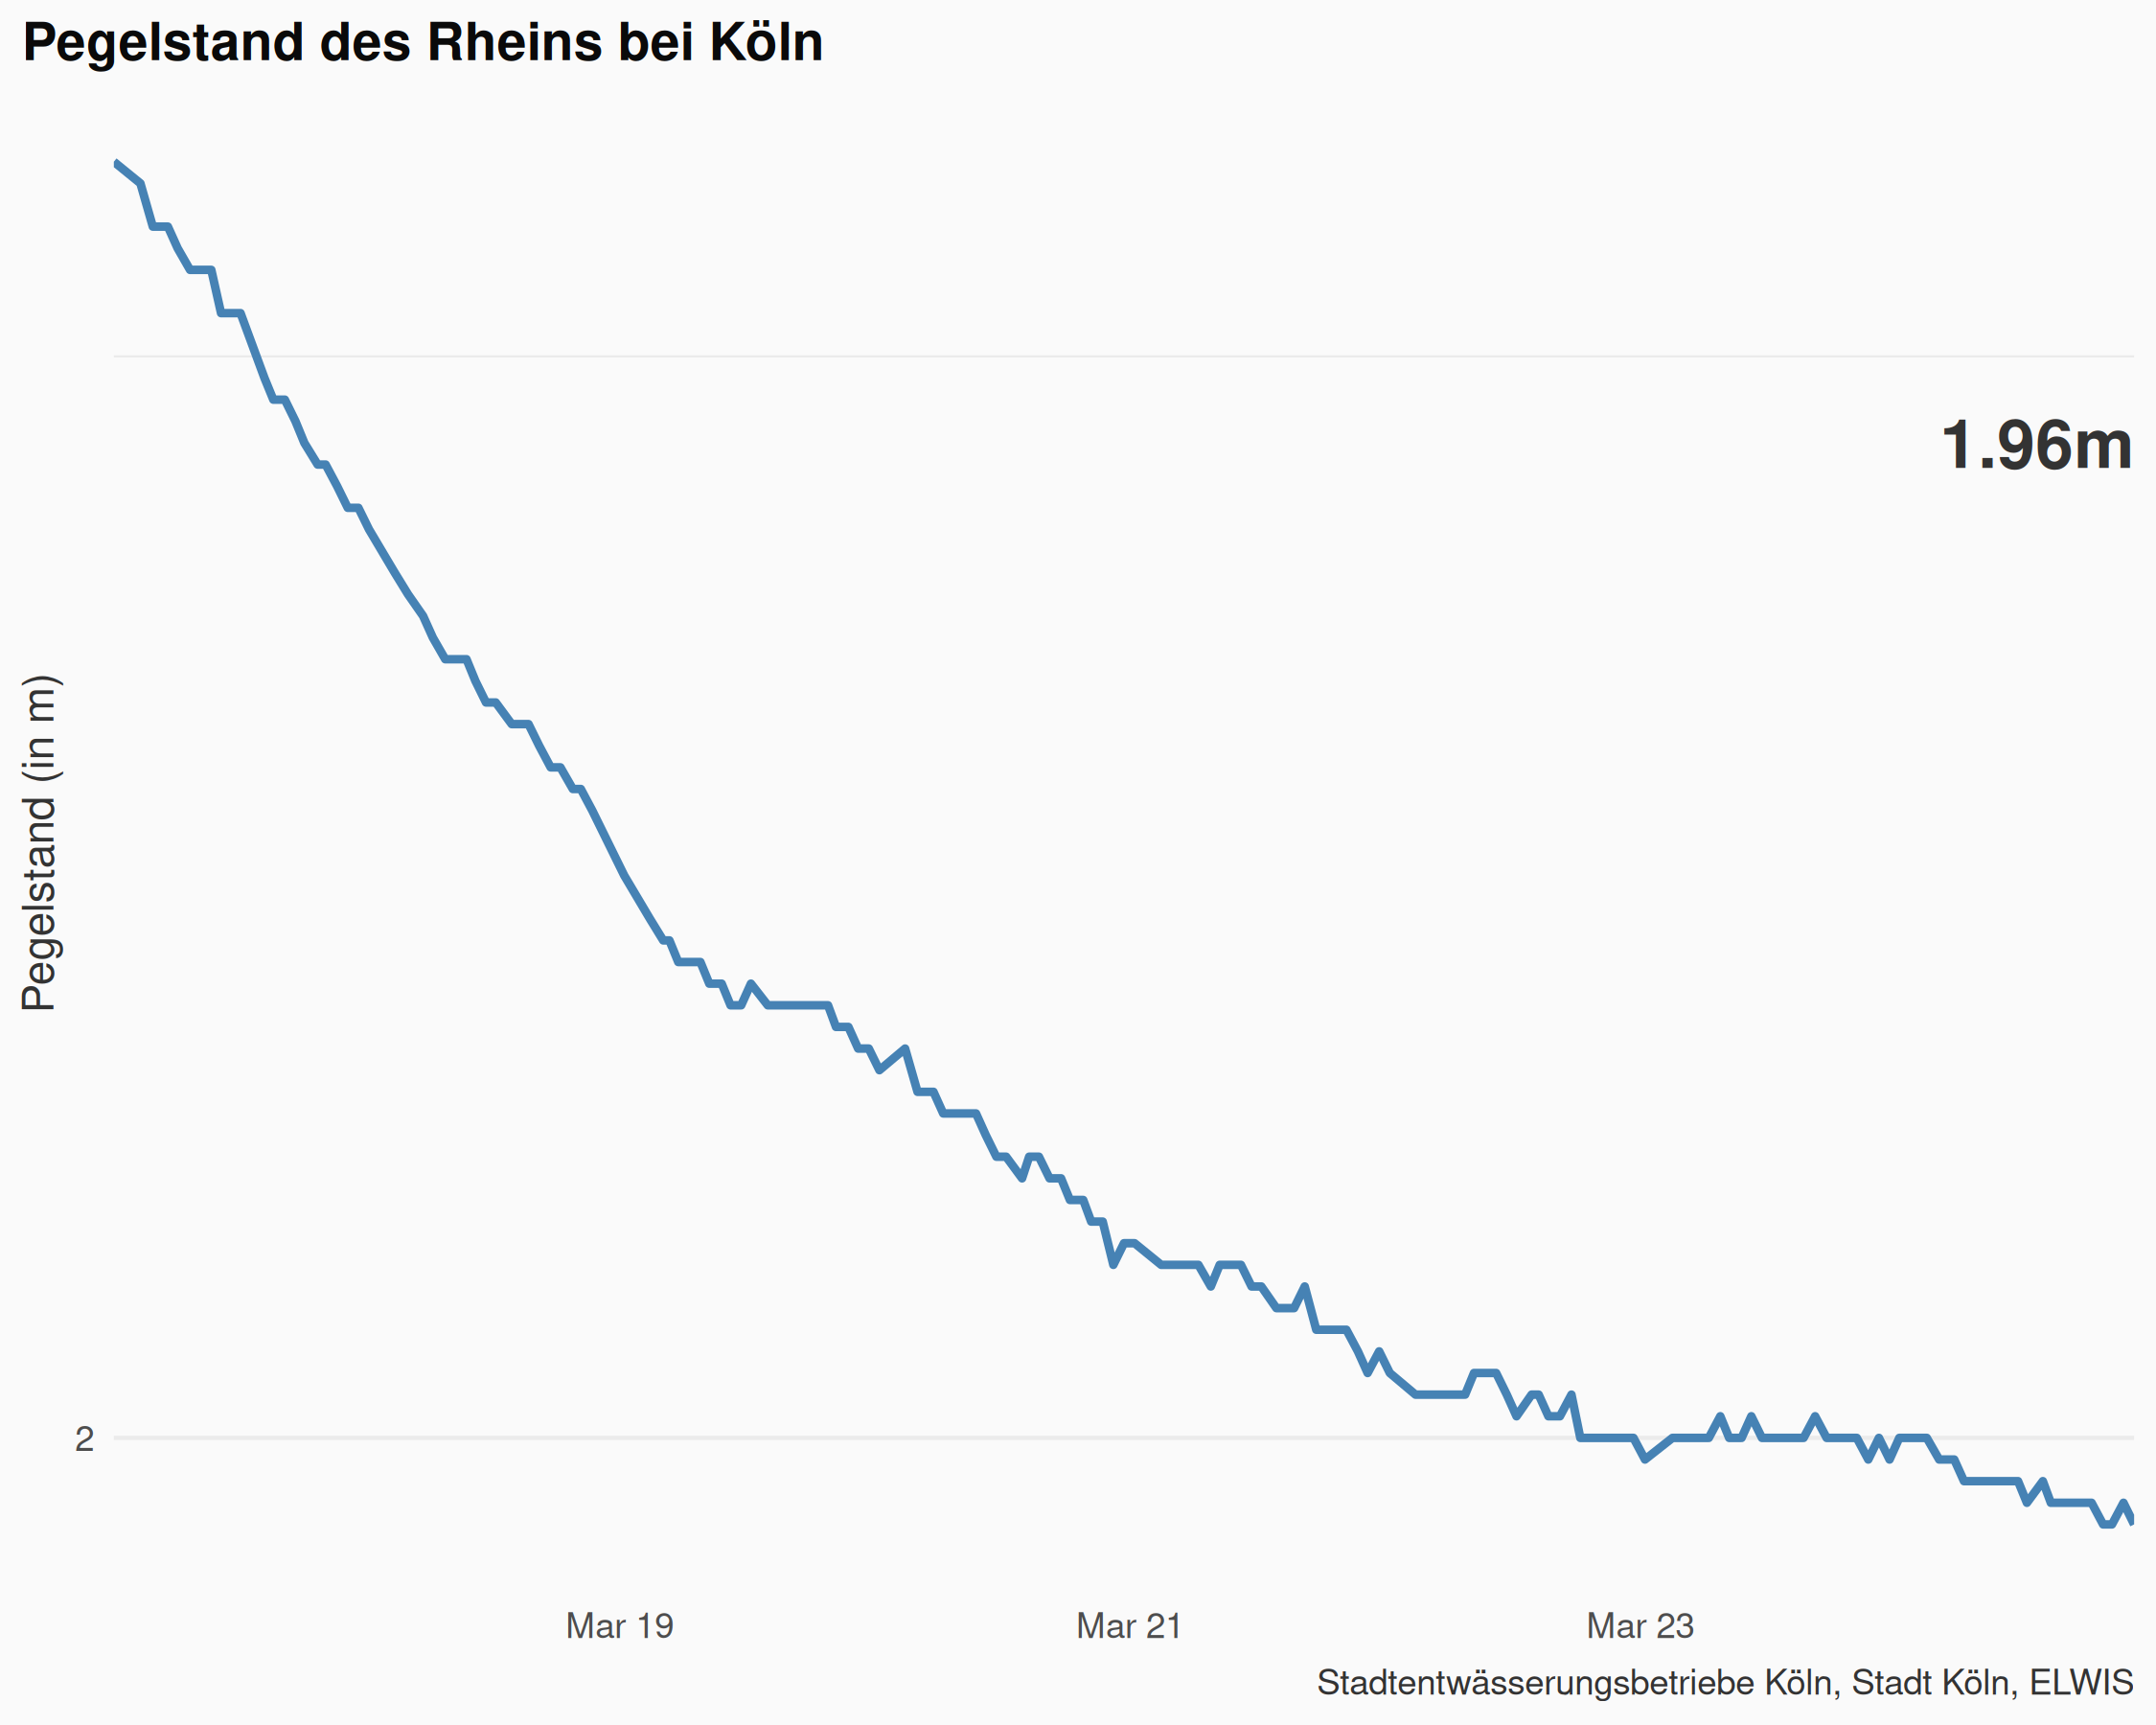 Pegelstand des Rheins bei Köln
1.96m
Pegelstand (in m)
2
Mar 19
Mar 21
Mar 23
Stadtentwässerungsbetriebe Köln, Stadt Köln, ELWIS